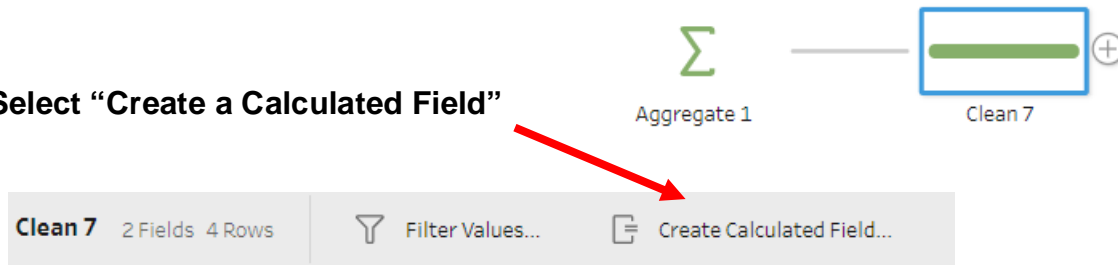 Select “Create a Calculated Field”
Aggregate 1
Clean 7
Clean 7 2 Fields 4 Rows Filter Values... Create Calculated Field...